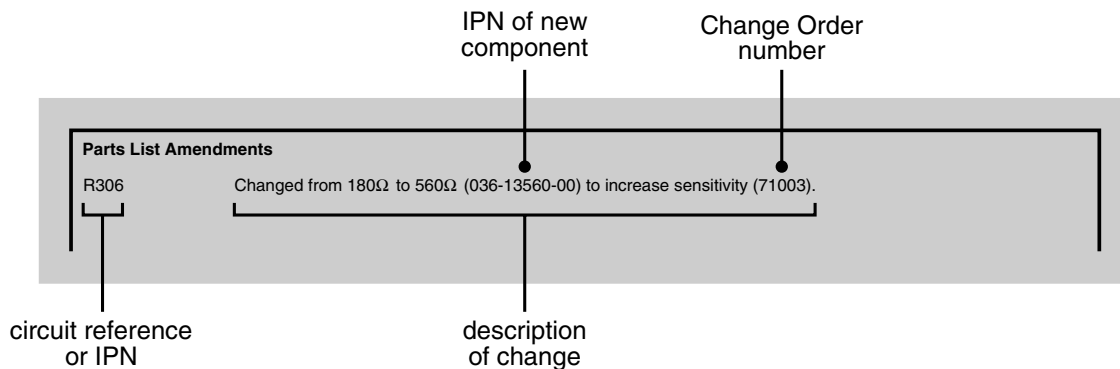 IPN of new
component
Change Order
number
Parts List Amendments
R306 Changed from 180Ω to 560Ω (036-13560-00) to increase sensitivity (71003).
circuit reference
or IPN
description
of change